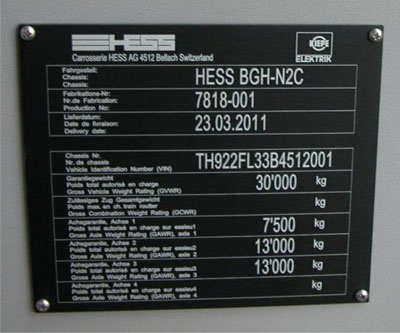 HESS
KIEPE
ELEKTRIK
Carrosserie HESS AG 4512 Bellach Switzerland
Fahrgestell:
Chassis:
Chassis:
HESS BGH-N2C
Fabrikations-Nr:
Nr.de Fabrication:
Production No:
7818-001
Lieferdatum:
Date de livraison:
Delivery date:
23.03.2011
Chassis Nr.
Nr. de chassis
Vehicle Identification Number (VIN)
TH922FL33B4512001
Garantiegewicht
Poids total autorisé en charge
Gross Vehicle Weight Rating (GVWR)
30'000 kg
Zulässiges Zug Gesamtgewicht
Poids max. en ch. train routier
Gross Combination Weight Rating (GCWR)
kg
Achsgarantie, Achse 1
Poids total autorisé en charge sur essieu1
Gross Axle Weight Rating (GAWR), axle 1
7'500 kg
Achsgarantie, Achse 2
Poids total autorisé en charge sur essieu2
Gross Axle Weight Rating (GAWR), axle 2
13'000 kg
Achsgarantie, Achse 3
Poids total autorisé en charge sur essieu3
Gross Axle Weight Rating (GAWR), axle 3
13'000 kg
Achsgarantie, Achse 4
Poids total autorisé en charge sur essieu4
Gross Axle Weight Rating (GAWR), axle 4
kg